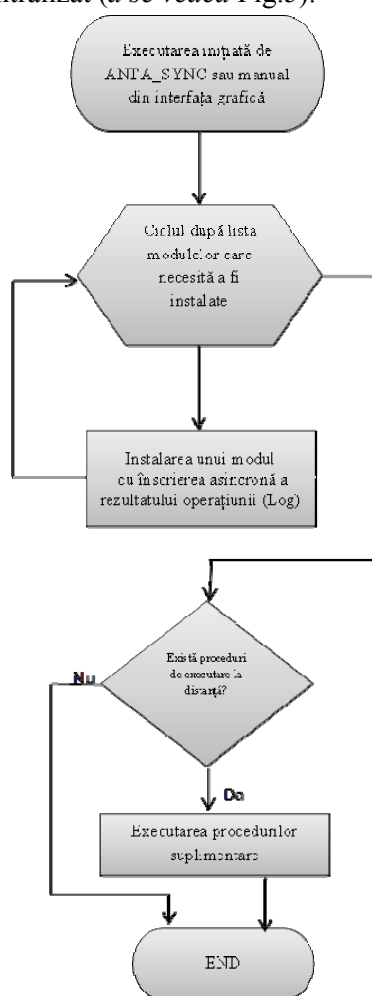 (a se vedea Fig.3).
Executarea inițiată de
ANTA_SYNC sau manual
din interfața grafică
Ciclul după lista
modulelor care
necesită a fi
instalate
Instalarea unui modul
cu înscrierea asincronă a
rezultatului operațiunii (Log)
Există proceduri
de executare la
distanță?
Nu
Da
Executarea procedurilor
suplimentare
END